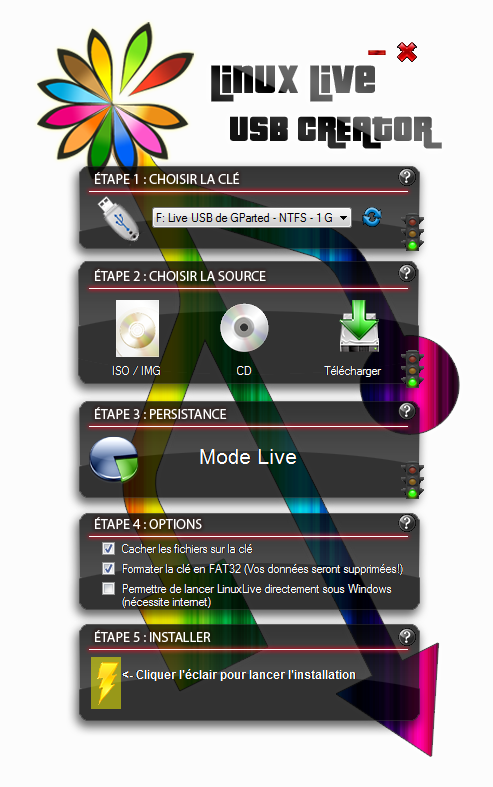 Linux Live
USB Creator
ÉTAPE 1 : CHOISIR LA CLÉ
?
F: Live USB de GParted - NTFS - 1 G
ÉTAPE 2 : CHOISIR LA SOURCE
?
ISO / IMG
CD
Télécharger
ÉTAPE 3 : PERSISTANCE
?
Mode Live
ÉTAPE 4 : OPTIONS
?
Cacher les fichiers sur la clé
Formater la clé en FAT32 (Vos données seront supprimées!)
Permettre de lancer LinuxLive directement sous Windows
(nécessite internet)
ÉTAPE 5 : INSTALLER
?
<- Cliquer l'éclair pour lancer l'installation